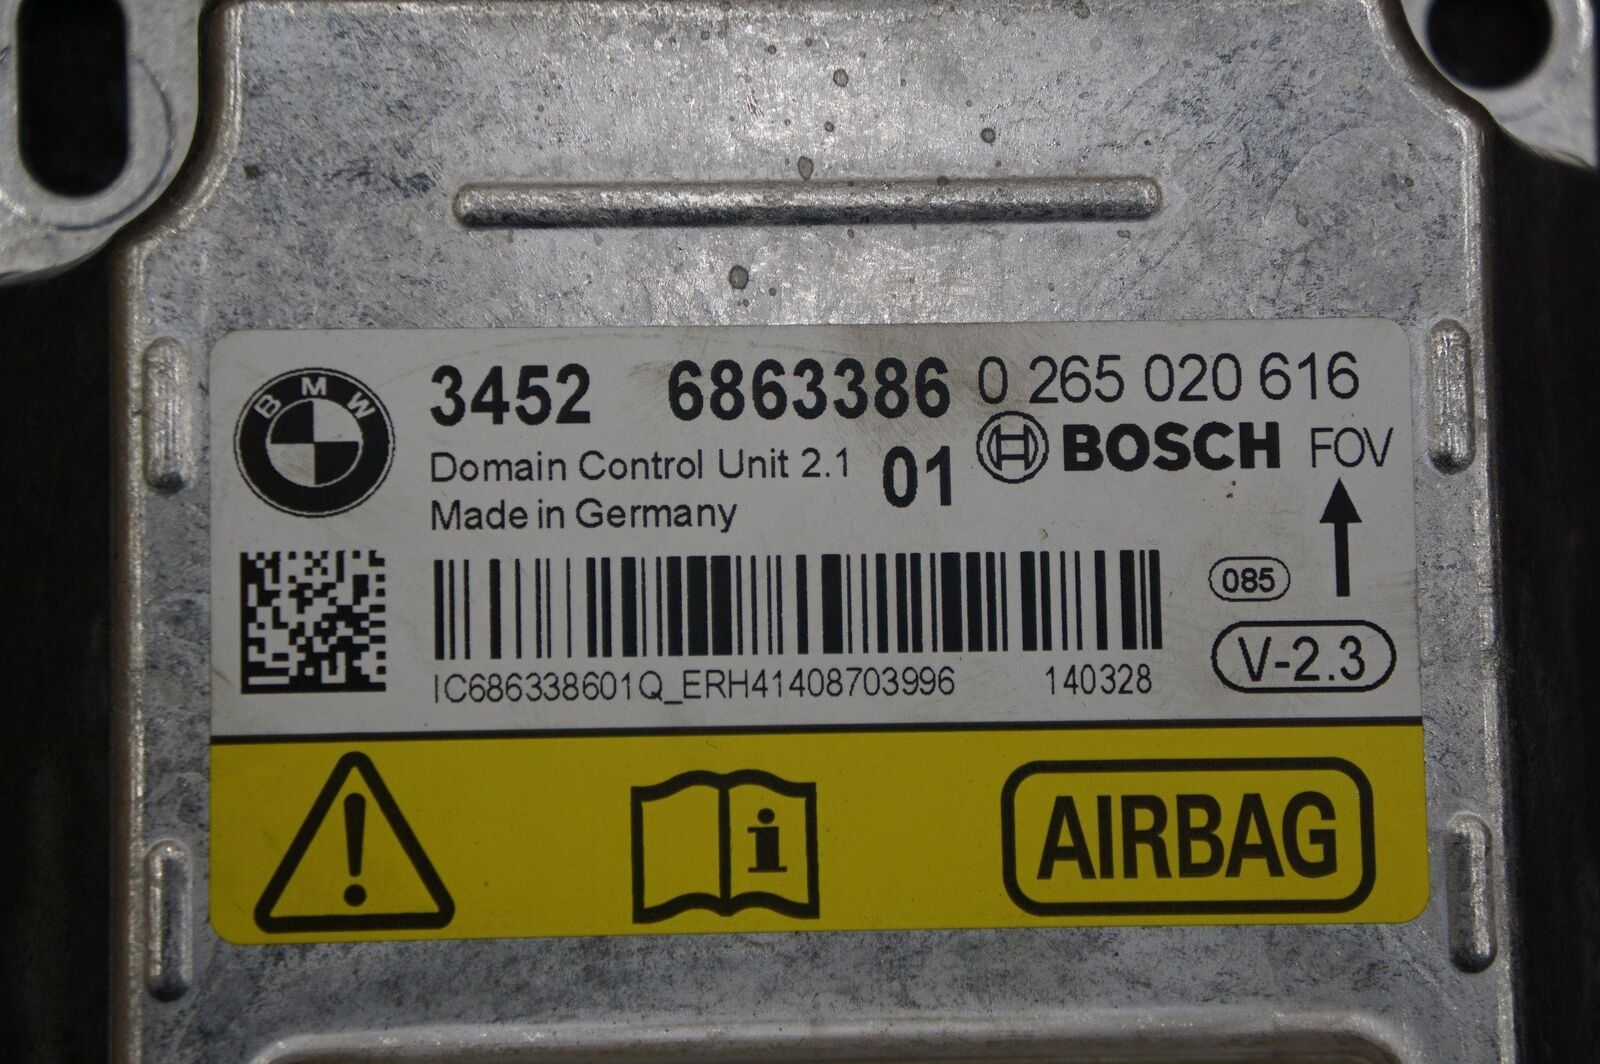 BMW
3452 6863386 0 265 020 616
Domain Control Unit 2.1 01 BOSCH FOV
Made in Germany
085
V-2.3
IC686338601Q_ERH41408703996 140328
AIRBAG